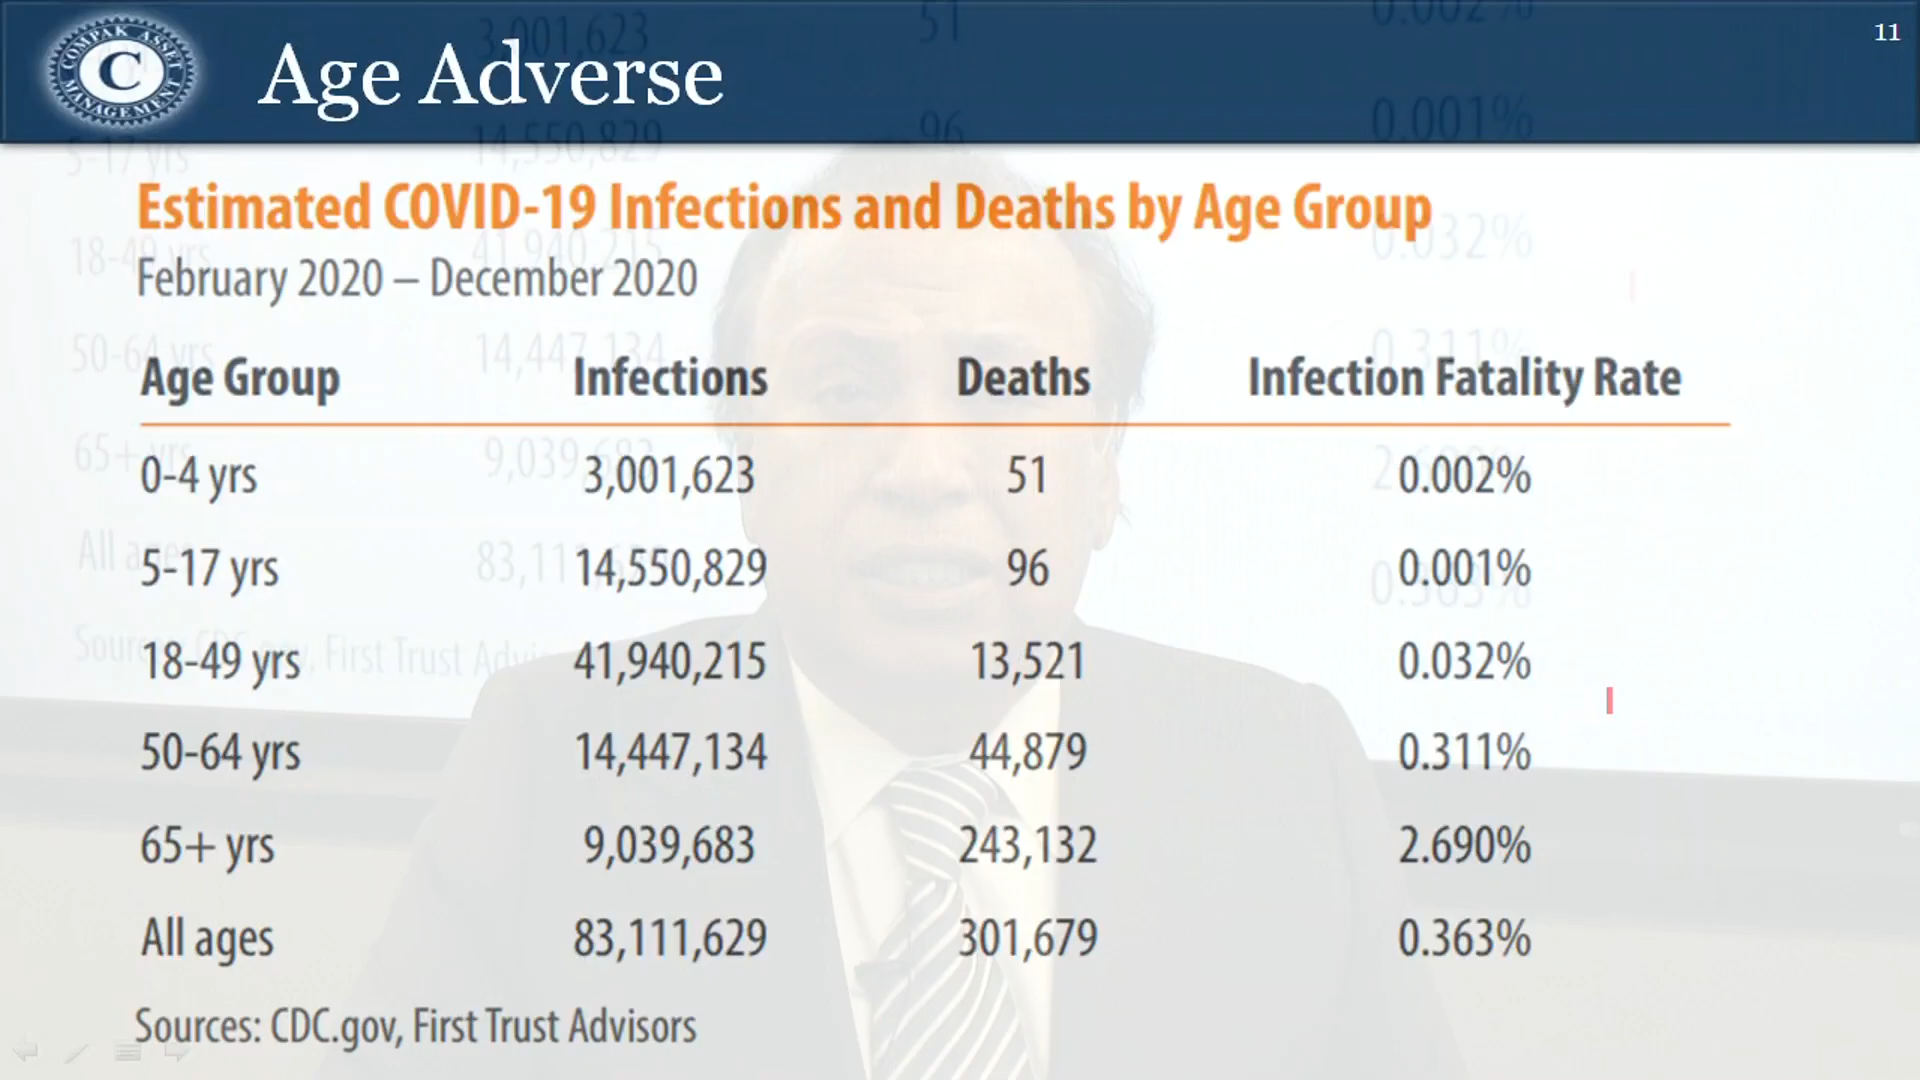 COMPAK ASSET MANAGEMENT
C
Age Adverse
11
Estimated COVID-19 Infections and Deaths by Age Group
February 2020 – December 2020
Age Group Infections Deaths Infection Fatality Rate
0-4 yrs 3,001,623 51 0.002%
5-17 yrs 14,550,829 96 0.001%
18-49 yrs 41,940,215 13,521 0.032%
50-64 yrs 14,447,134 44,879 0.311%
65+ yrs 9,039,683 243,132 2.690%
All ages 83,111,629 301,679 0.363%
Sources: CDC.gov, First Trust Advisors